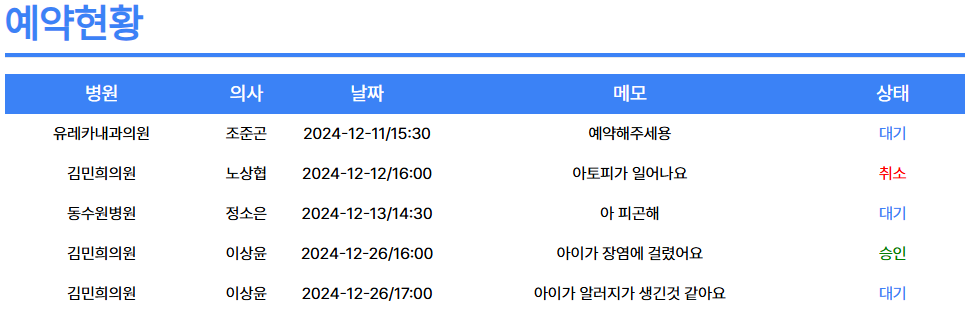 예약현황
병원 의사 날짜 메모 상태
유레카내과의원 조준곤 2024-12-11/15:30 예약해주세용 대기
김민희의원 노상협 2024-12-12/16:00 아토피가 일어나요 취소
동수원병원 정소은 2024-12-13/14:30 아 피곤해 대기
김민희의원 이상윤 2024-12-26/16:00 아이가 장염에 걸렸어요 승인
김민희의원 이상윤 2024-12-26/17:00 아이가 알러지가 생긴것 같아요 대기